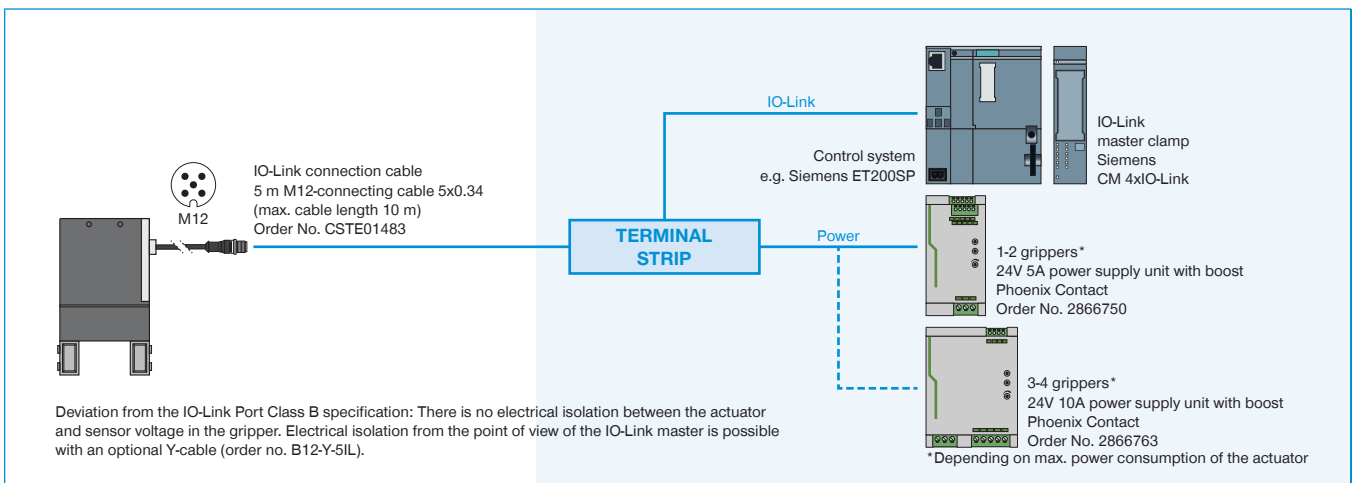 IO-Link
IO-Link
master clamp
Siemens
CM 4xIO-Link
Control system
e.g. Siemens ET200SP
IO-Link connection cable
5 m M12-connecting cable 5x0.34
(max. cable length 10 m)
Order No. CSTE01483
M12
TERMINAL
STRIP
Power
1-2 grippers*
24V 5A power supply unit with boost
Phoenix Contact
Order No. 2866750
3-4 grippers*
24V 10A power supply unit with boost
Phoenix Contact
Order No. 2866763
*Depending on max. power consumption of the actuator
Deviation from the IO-Link Port Class B specification: There is no electrical isolation between the actuator
and sensor voltage in the gripper. Electrical isolation from the point of view of the IO-Link master is possible
with an optional Y-cable (order no. B12-Y-5IL).